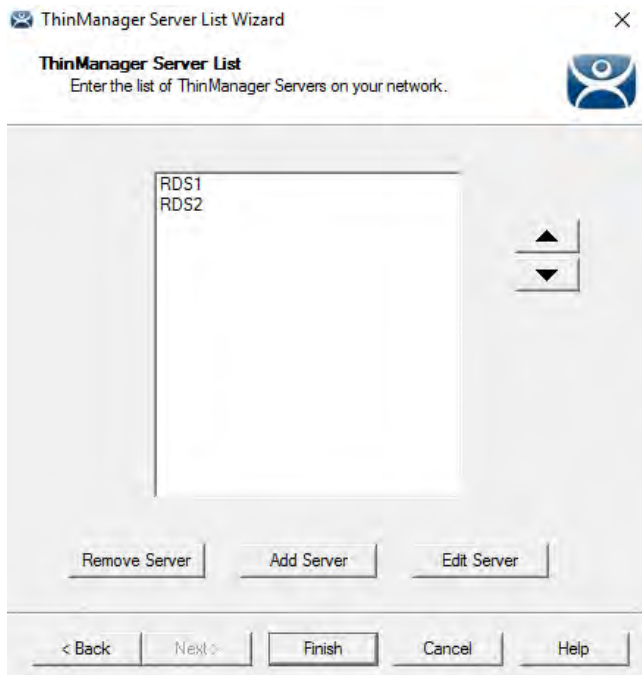 ThinManager Server List Wizard
ThinManager Server List
Enter the list of ThinManager Servers on your network.
RDS1
RDS2
Remove Server Add Server Edit Server
< Back Next > Finish Cancel Help